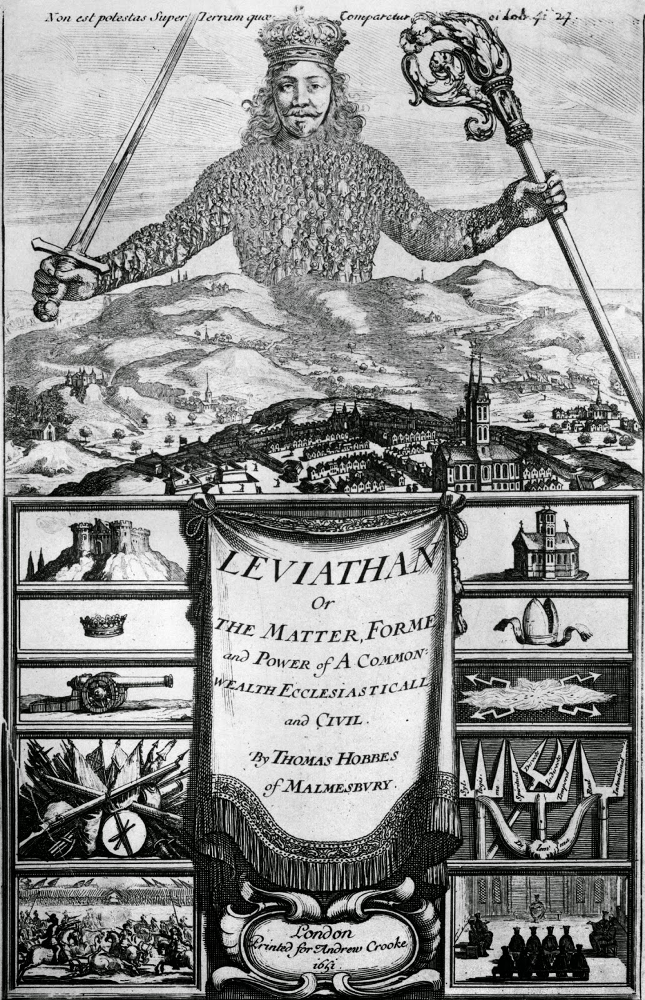 Non est potestas Super Terram quæ Comparetur ei Iob. 41. 24.
LEVIATHAN
Or
THE MATTER, FORME
and POWER of A COMMON-
WEALTH ECCLESIASTICALL
and CIVIL.
By THOMAS HOBBES
of MALMESBVRY.
Syl
logis
me
Spiritual
Directe
Indirecte
Temporal
Real
Intentional
Di
lem
ma
London
Printed for Andrew Crooke
1651